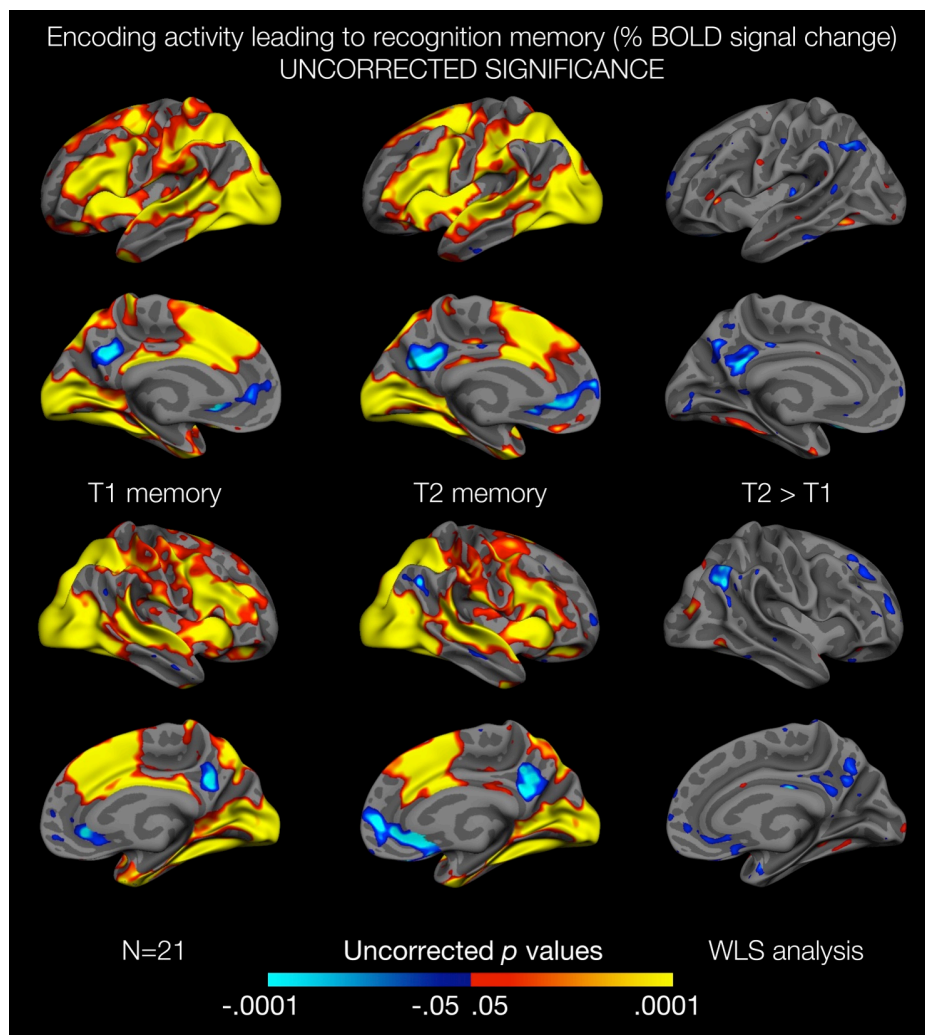 Encoding activity leading to recognition memory (% BOLD signal change)
UNCORRECTED SIGNIFICANCE
T1 memory
T2 memory
T2 > T1
N=21
Uncorrected p values
WLS analysis
-.0001
-.05
.05
.0001